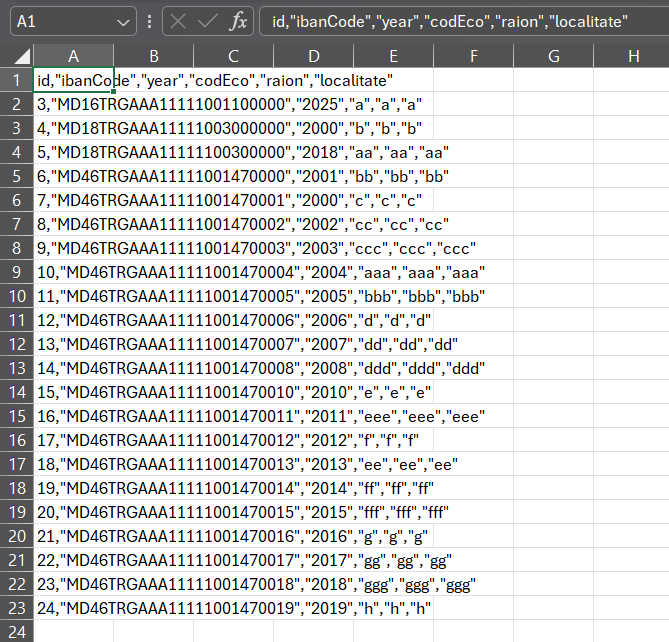 A1
fx
id,"ibanCode","year","codEco","raion","localitate"
A B C D E F G H
1 id,"ibanCode","year","codEco","raion","localitate"
2 3,"MD16TRGAAA11111001100000","2025","a","a","a"
3 4,"MD18TRGAAA11111003000000","2000","b","b","b"
4 5,"MD18TRGAAA11111100300000","2018","aa","aa","aa"
5 6,"MD46TRGAAA11111001470000","2001","bb","bb","bb"
6 7,"MD46TRGAAA11111001470001","2000","c","c","c"
7 8,"MD46TRGAAA11111001470002","2002","cc","cc","cc"
8 9,"MD46TRGAAA11111001470003","2003","ccc","ccc","ccc"
9 10,"MD46TRGAAA11111001470004","2004","aaa","aaa","aaa"
10 11,"MD46TRGAAA11111001470005","2005","bbb","bbb","bbb"
11 12,"MD46TRGAAA11111001470006","2006","d","d","d"
12 13,"MD46TRGAAA11111001470007","2007","dd","dd","dd"
13 14,"MD46TRGAAA11111001470008","2008","ddd","ddd","ddd"
14 15,"MD46TRGAAA11111001470010","2010","e","e","e"
15 16,"MD46TRGAAA11111001470011","2011","eee","eee","eee"
16 17,"MD46TRGAAA11111001470012","2012","f","f","f"
17 18,"MD46TRGAAA11111001470013","2013","ee","ee","ee"
18 19,"MD46TRGAAA11111001470014","2014","ff","ff","ff"
19 20,"MD46TRGAAA11111001470015","2015","fff","fff","fff"
20 21,"MD46TRGAAA11111001470016","2016","g","g","g"
21 22,"MD46TRGAAA11111001470017","2017","gg","gg","gg"
22 23,"MD46TRGAAA11111001470018","2018","ggg","ggg","ggg"
23 24,"MD46TRGAAA11111001470019","2019","h","h","h"
24